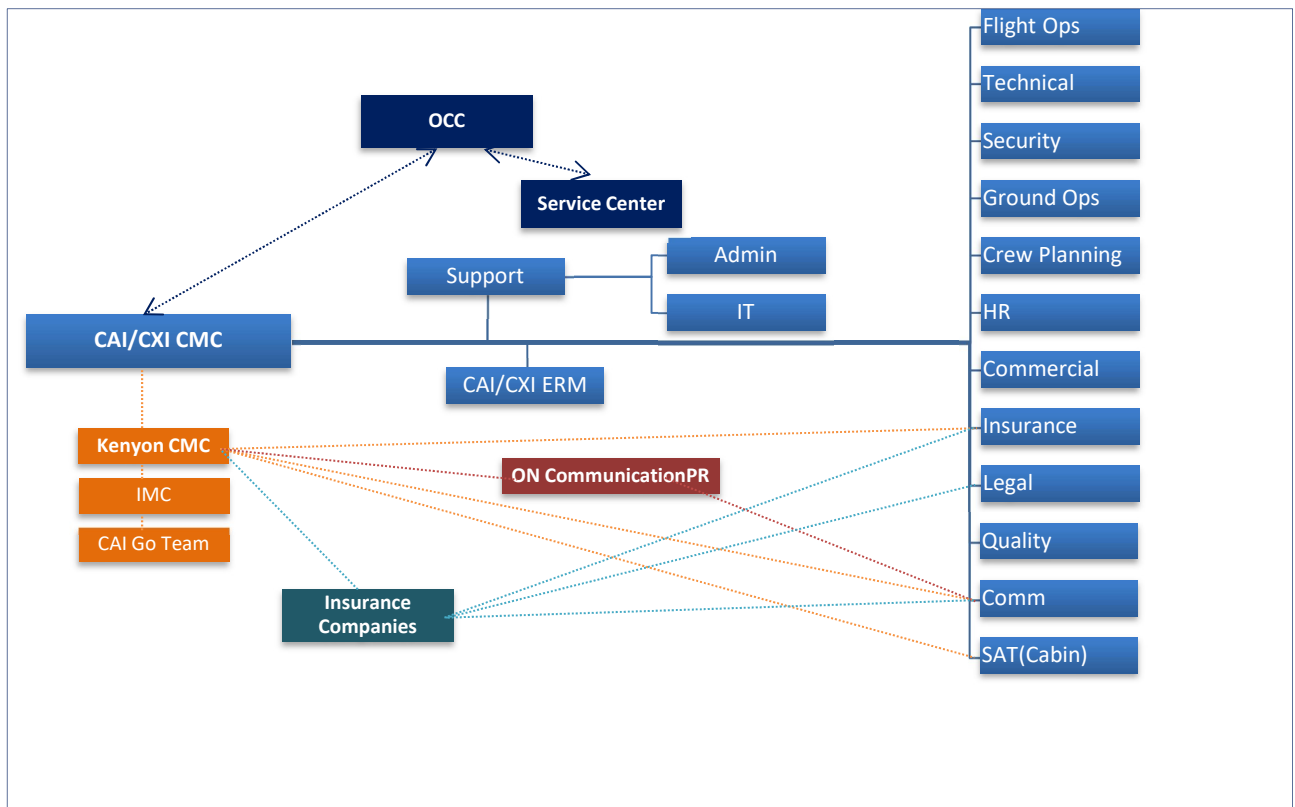 Flight Ops
Technical
OCC
Security
Service Center
Ground Ops
Support
Admin
Crew Planning
IT
HR
CAI/CXI CMC
CAI/CXI ERM
Commercial
Kenyon CMC
Insurance
ON CommunicationPR
IMC
Legal
CAI Go Team
Quality
Insurance
Companies
Comm
SAT(Cabin)